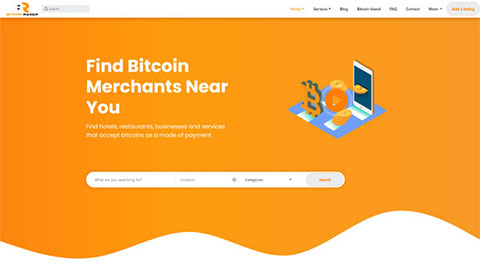 BITCOIN RADAR
Search
Home
Services
Blog
Bitcoin Island
FAQ
Contact
More
Add a listing
Find Bitcoin
Merchants Near
You
Find hotels, restaurants, businesses and services
that accept bitcoins as a mode of payment.
What are you searching for?
Location
Categories
Search